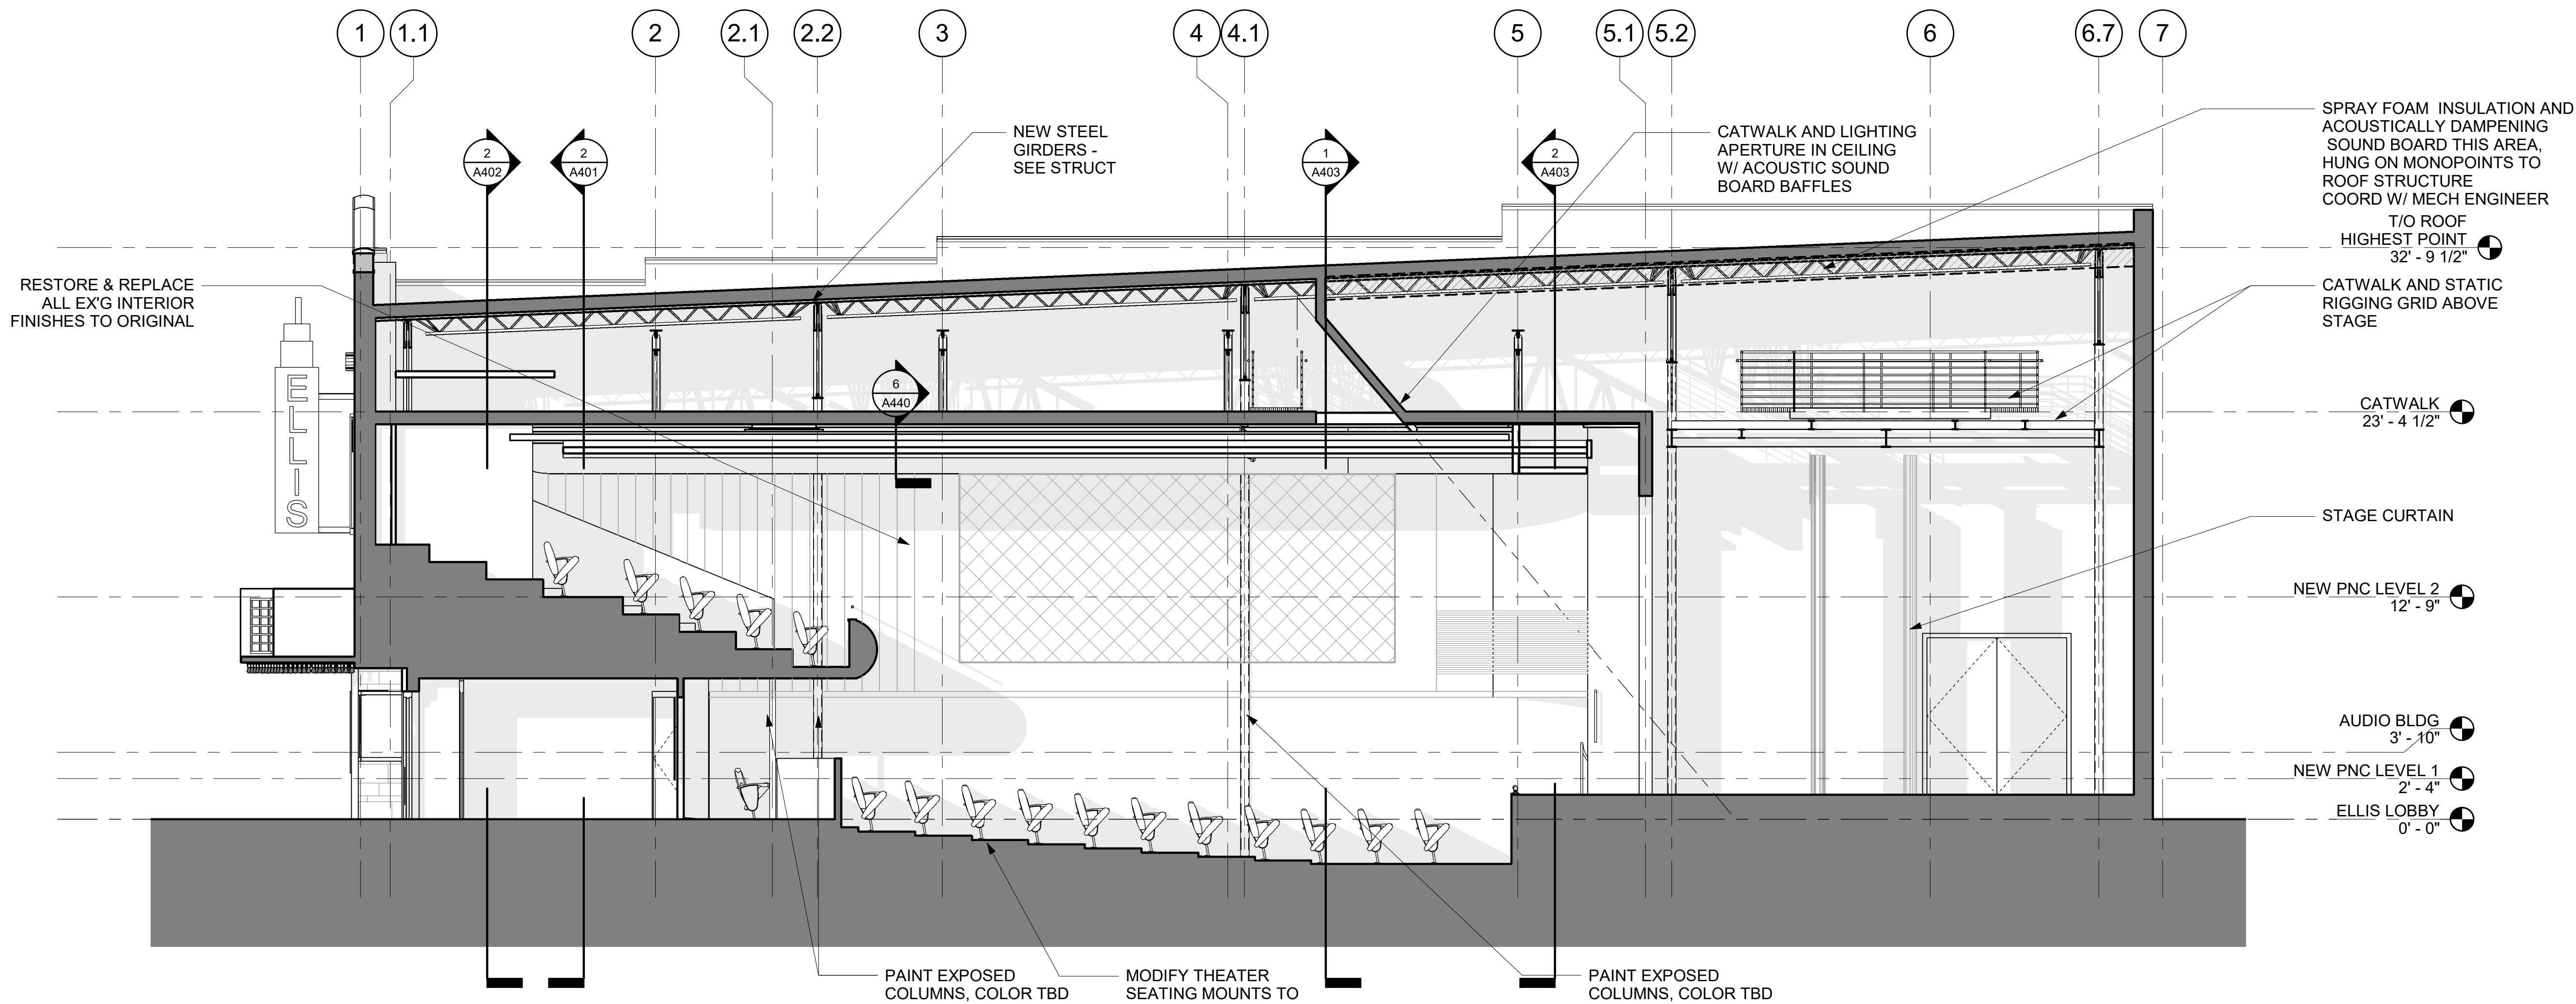 1
1.1
2
2.1
2.2
3
4
4.1
5
5.1
5.2
6
6.7
7
2
A402
2
A401
1
A403
2
A403
6
A440
NEW STEEL
GIRDERS -
SEE STRUCT
CATWALK AND LIGHTING
APERTURE IN CEILING
W/ ACOUSTIC SOUND
BOARD BAFFLES
SPRAY FOAM INSULATION AND
ACOUSTICALLY DAMPENING
SOUND BOARD THIS AREA,
HUNG ON MONOPOINTS TO
ROOF STRUCTURE
COORD W/ MECH ENGINEER
T/O ROOF
HIGHEST POINT
32' - 9 1/2"
RESTORE & REPLACE
ALL EX'G INTERIOR
FINISHES TO ORIGINAL
CATWALK AND STATIC
RIGGING GRID ABOVE
STAGE
ELLIS
CATWALK
23' - 4 1/2"
STAGE CURTAIN
NEW PNC LEVEL 2
12' - 9"
AUDIO BLDG
3' - 10"
NEW PNC LEVEL 1
2' - 4"
ELLIS LOBBY
0' - 0"
PAINT EXPOSED
COLUMNS, COLOR TBD
MODIFY THEATER
SEATING MOUNTS TO
PAINT EXPOSED
COLUMNS, COLOR TBD